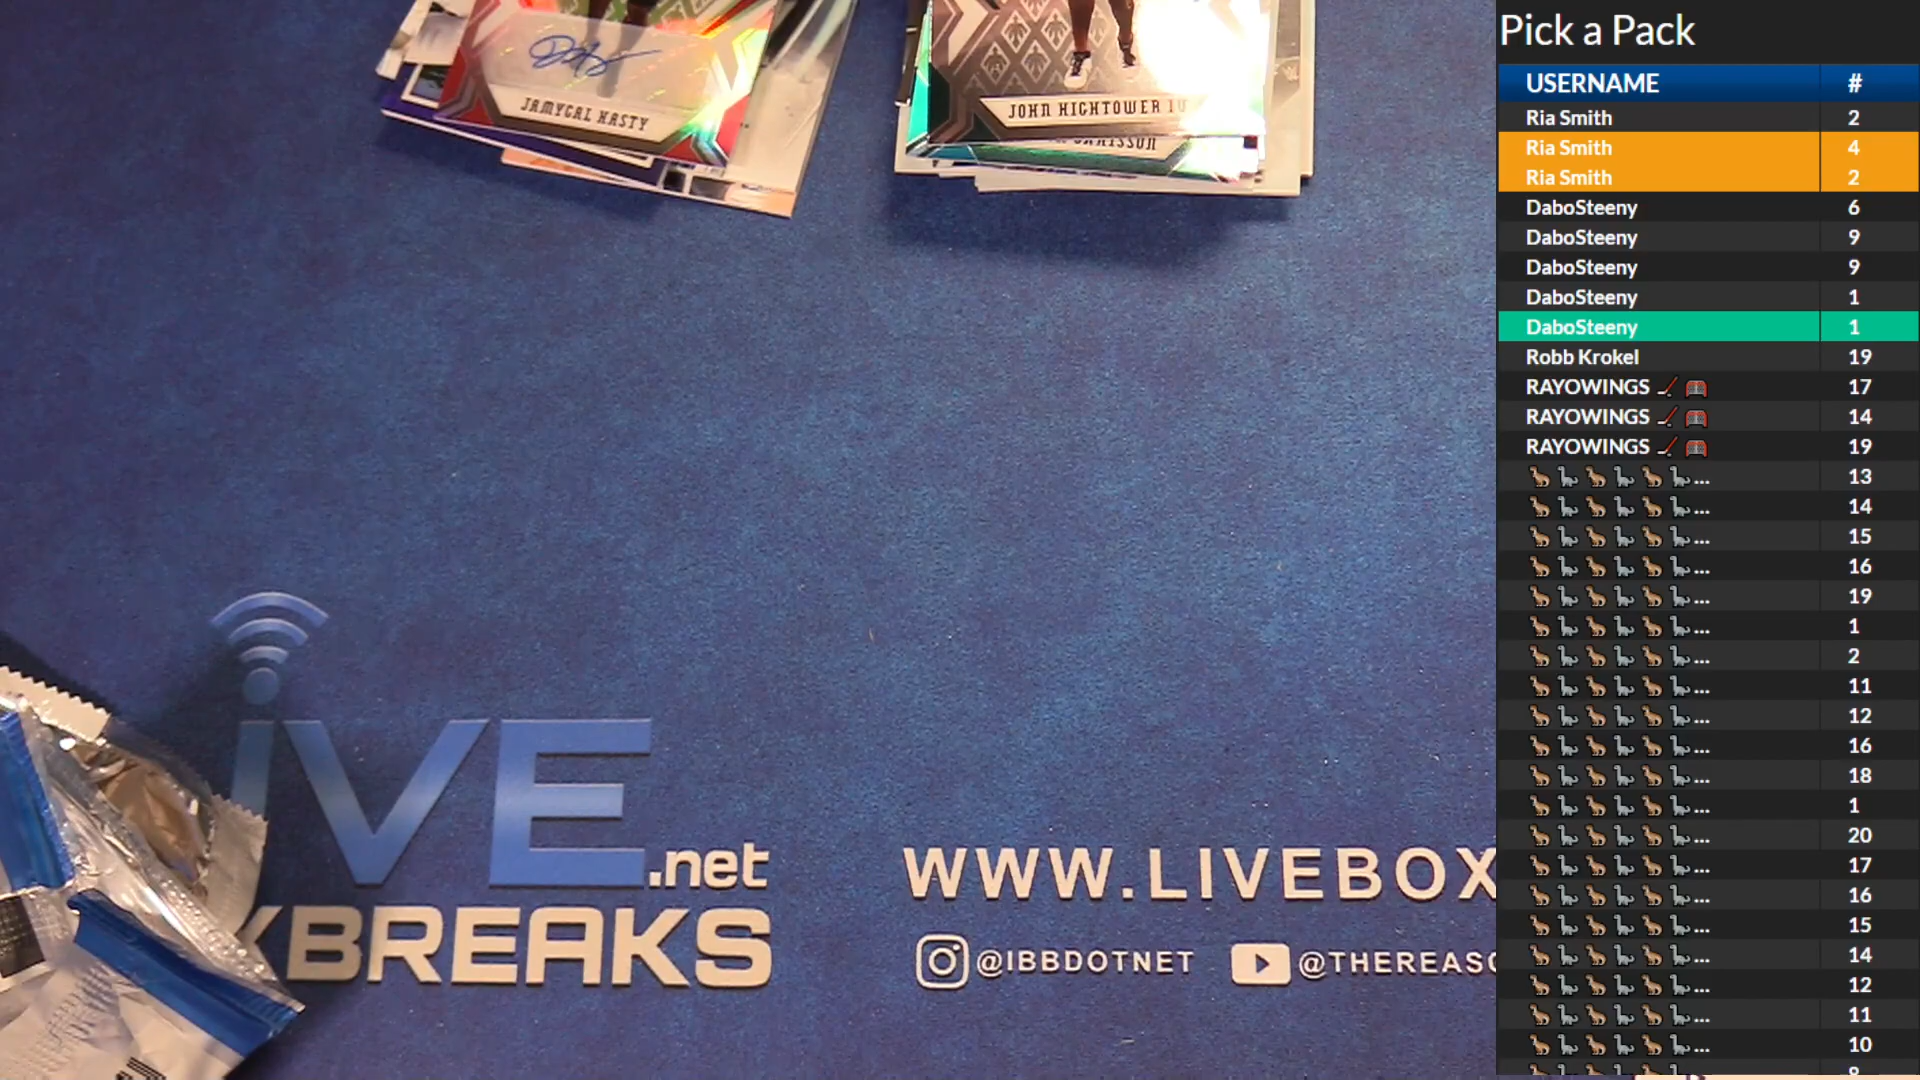 JAMYCAL HASTY
JOHN HIGHTOWER
Pick a Pack
USERNAME #
Ria Smith 2
Ria Smith 4
Ria Smith 2
DaboSteeny 6
DaboSteeny 9
DaboSteeny 9
DaboSteeny 1
DaboSteeny 1
Robb Krokel 19
RAYOWINGS 🏒 🥅 17
RAYOWINGS 🏒 🥅 14
RAYOWINGS 🏒 🥅 19
🦖 🦕 🦖 🦕 🦖 🦕... 13
🦖 🦕 🦖 🦕 🦖 🦕... 14
🦖 🦕 🦖 🦕 🦖 🦕... 15
🦖 🦕 🦖 🦕 🦖 🦕... 16
🦖 🦕 🦖 🦕 🦖 🦕... 19
🦖 🦕 🦖 🦕 🦖 🦕... 1
🦖 🦕 🦖 🦕 🦖 🦕... 2
🦖 🦕 🦖 🦕 🦖 🦕... 11
🦖 🦕 🦖 🦕 🦖 🦕... 12
🦖 🦕 🦖 🦕 🦖 🦕... 16
🦖 🦕 🦖 🦕 🦖 🦕... 18
🦖 🦕 🦖 🦕 🦖 🦕... 1
🦖 🦕 🦖 🦕 🦖 🦕... 20
🦖 🦕 🦖 🦕 🦖 🦕... 17
🦖 🦕 🦖 🦕 🦖 🦕... 16
🦖 🦕 🦖 🦕 🦖 🦕... 15
🦖 🦕 🦖 🦕 🦖 🦕... 14
🦖 🦕 🦖 🦕 🦖 🦕... 12
🦖 🦕 🦖 🦕 🦖 🦕... 11
🦖 🦕 🦖 🦕 🦖 🦕... 10
iVE.net
XBREAKS
WWW.LIVEBOX
@IBBDOTNET @THEREASO